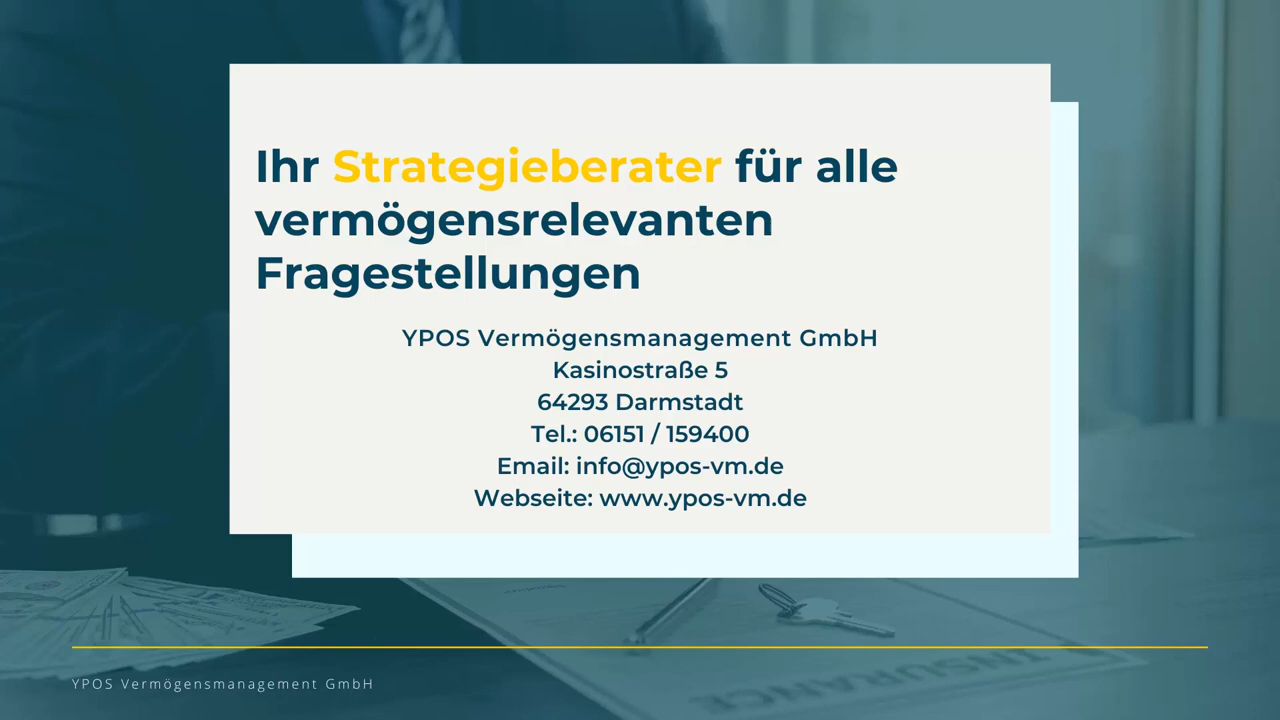 Ihr Strategieberater für alle
vermögensrelevanten
Fragestellungen
YPOS Vermögensmanagement GmbH
Kasinostraße 5
64293 Darmstadt
Tel.: 06151 / 159400
Email: info@ypos-vm.de
Webseite: www.ypos-vm.de
INSURANCE
YPOS Vermögensmanagement GmbH